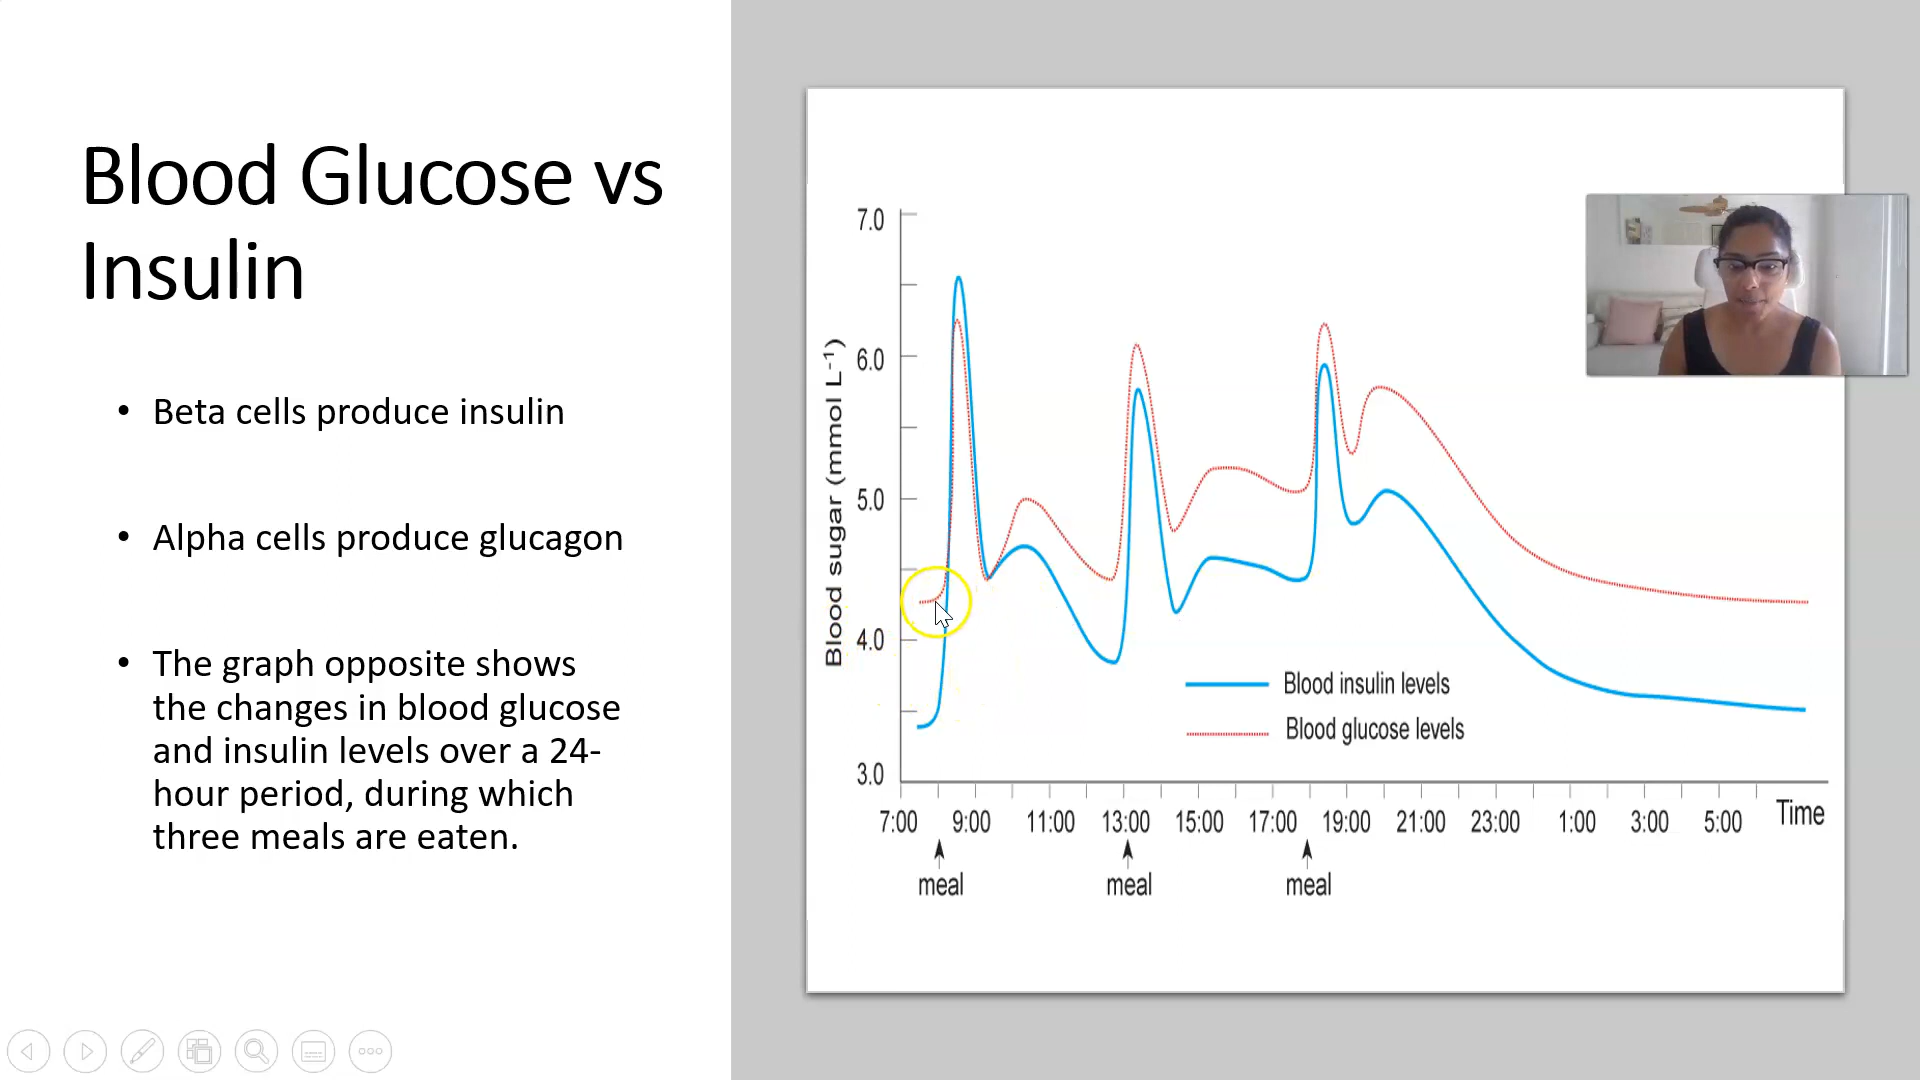 Blood Glucose vs
Insulin
• Beta cells produce insulin
• Alpha cells produce glucagon
• The graph opposite shows
the changes in blood glucose
and insulin levels over a 24-
hour period, during which
three meals are eaten.
Blood sugar (mmol L⁻¹)
7.0
6.0
5.0
4.0
3.0
Blood insulin levels
Blood glucose levels
7:00 9:00 11:00 13:00 15:00 17:00 19:00 21:00 23:00 1:00 3:00 5:00 Time
meal meal meal